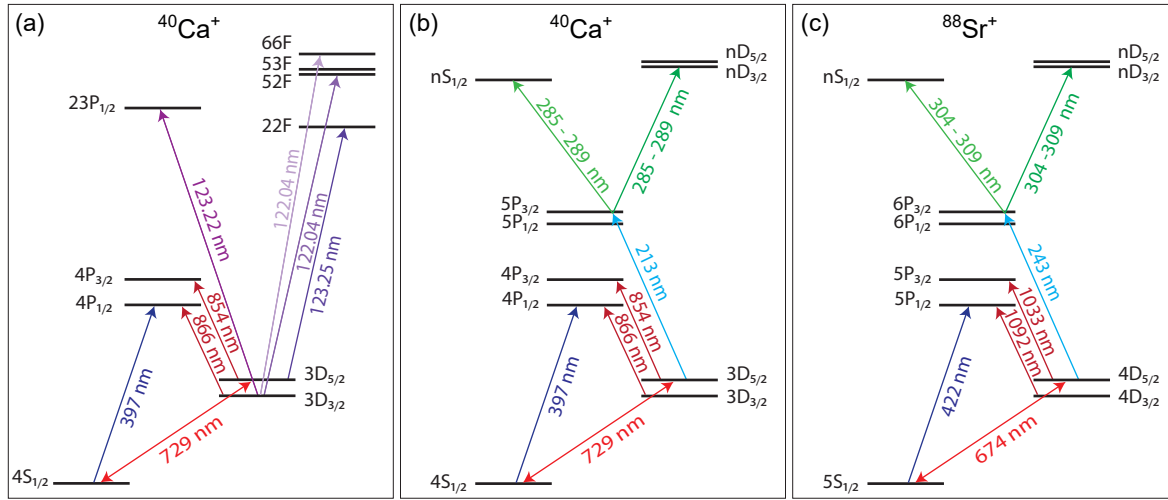 (a)
⁴⁰Ca⁺
66F
53F
52F
23P₁/₂
22F
123.22 nm
122.04 nm
122.04 nm
123.25 nm
4P₃/₂
4P₁/₂
854 nm
866 nm
397 nm
3D₅/₂
3D₃/₂
729 nm
4S₁/₂
(b)
⁴⁰Ca⁺
nD₅/₂
nD₃/₂
nS₁/₂
285 - 289 nm
285 - 289 nm
5P₃/₂
5P₁/₂
213 nm
4P₃/₂
4P₁/₂
854 nm
866 nm
397 nm
3D₅/₂
3D₃/₂
729 nm
4S₁/₂
(c)
⁸⁸Sr⁺
nD₅/₂
nD₃/₂
nS₁/₂
304 - 309 nm
304 -309 nm
6P₃/₂
6P₁/₂
243 nm
5P₃/₂
5P₁/₂
1033 nm
1092 nm
422 nm
4D₅/₂
4D₃/₂
674 nm
5S₁/₂